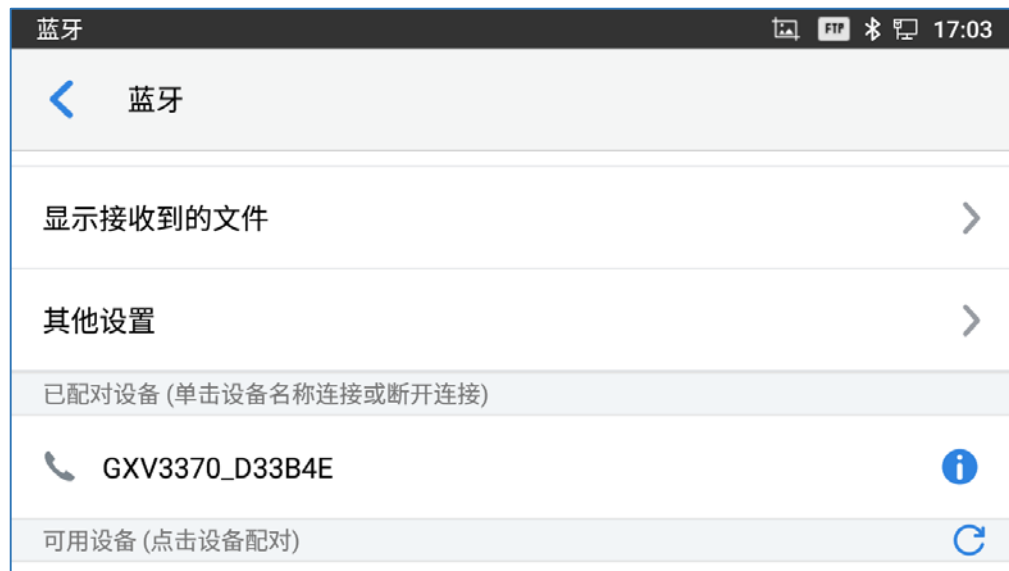 蓝牙
FTP
17:03
蓝牙
显示接收到的文件
其他设置
已配对设备 (单击设备名称连接或断开连接)
GXV3370_D33B4E
可用设备 (点击设备配对)